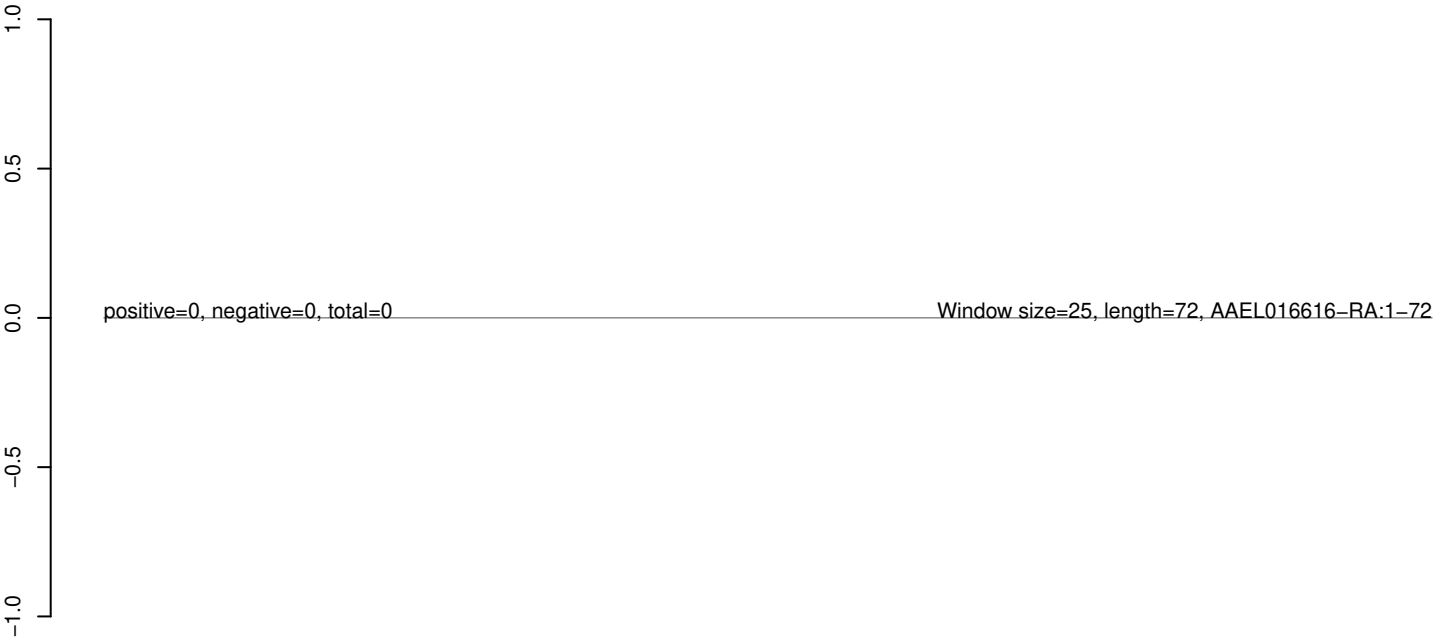 1.0
0.5
0.0
−0.5
−1.0
positive=0, negative=0, total=0
Window size=25, length=72, AAEL016616−RA:1−72